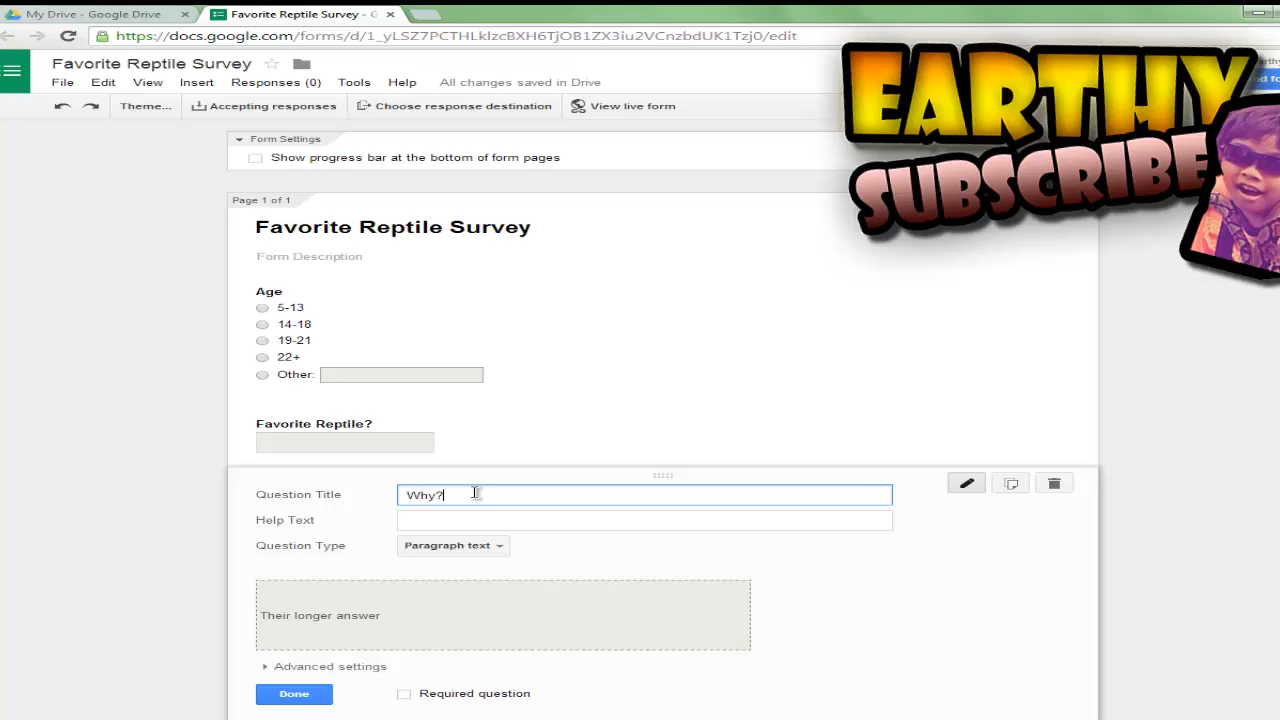 My Drive - Google Drive
Favorite Reptile Survey - G
https://docs.google.com/forms/d/1_yLSZ7PCTHLklzcBXH6TjOB1ZX3iu2VCnzbdUK1Tzj0/edit
Favorite Reptile Survey
File Edit View Insert Responses (0) Tools Help All changes saved in Drive
Theme... Accepting responses Choose response destination View live form
EARTHY
SUBSCRIBE
Form Settings
Show progress bar at the bottom of form pages
Page 1 of 1
Favorite Reptile Survey
Form Description
Age
5-13
14-18
19-21
22+
Other:
Favorite Reptile?
Question Title Why?
Help Text
Question Type Paragraph text
Their longer answer
Advanced settings
Done Required question